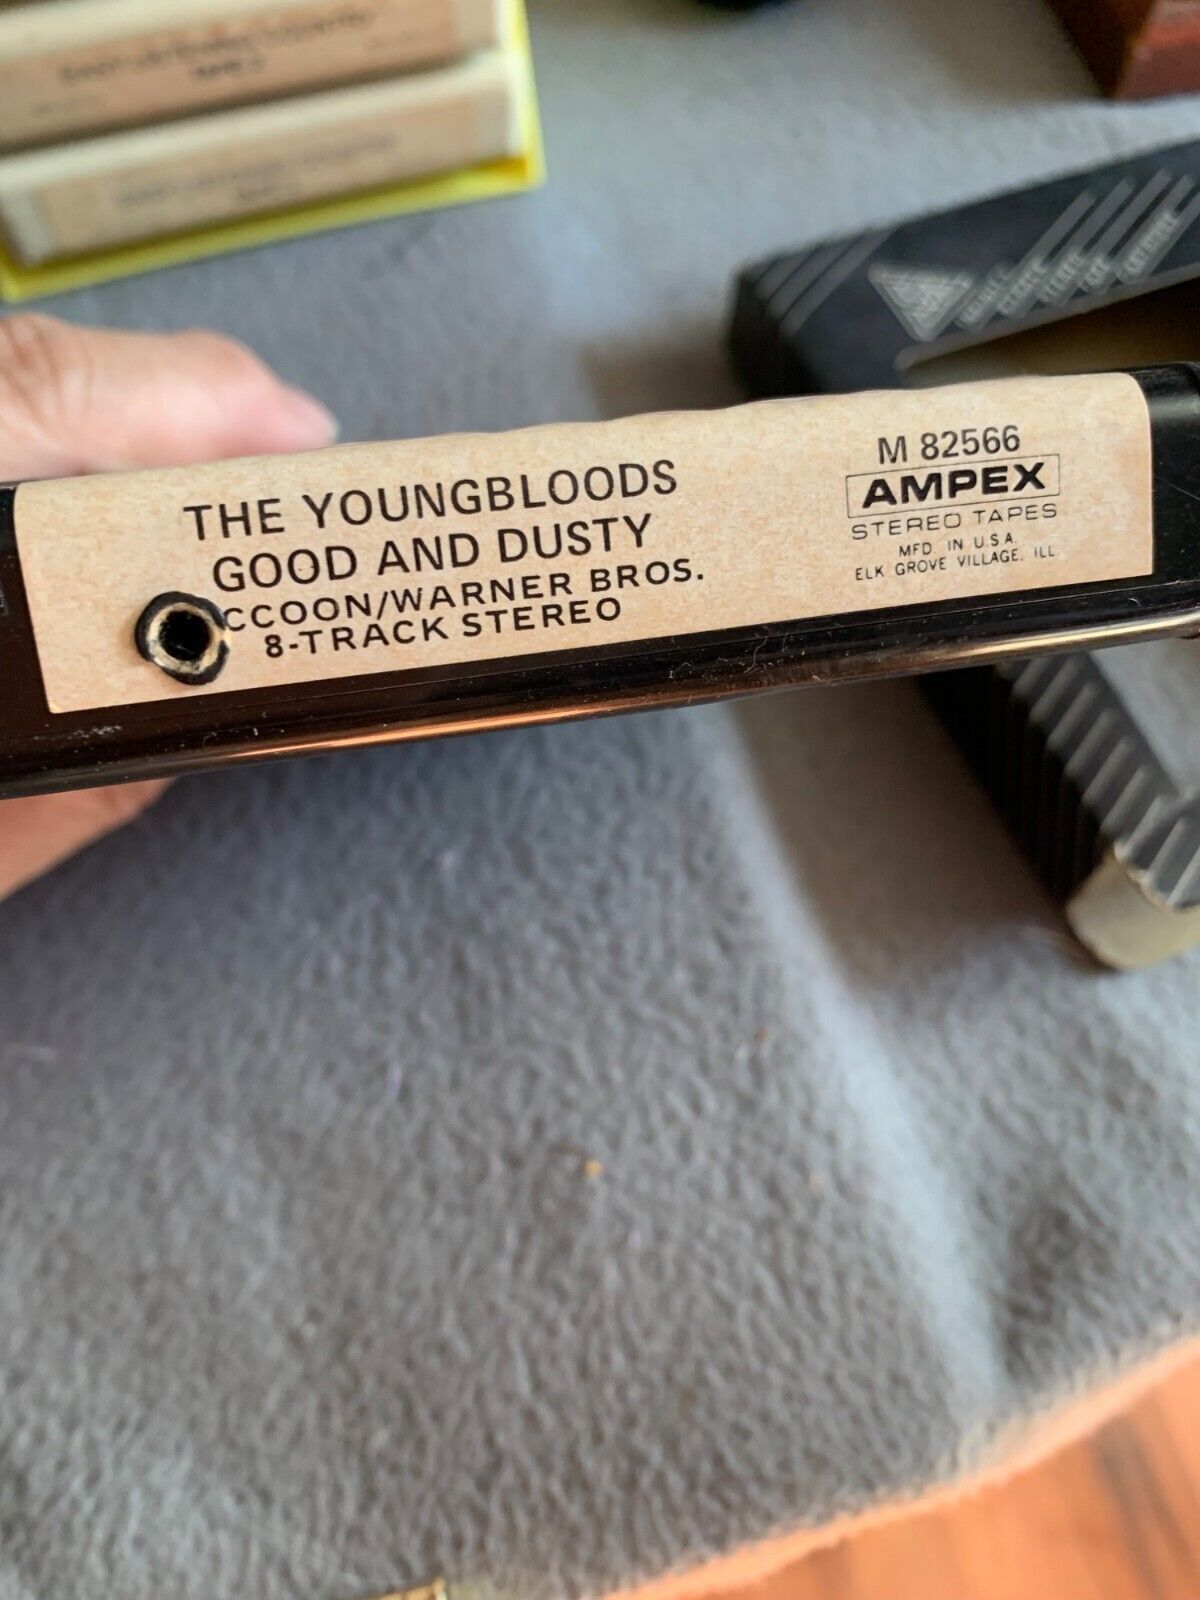 THE YOUNGBLOODS
GOOD AND DUSTY
CCOON/WARNER BROS.
8-TRACK STEREO
M 82566
AMPEX
STEREO TAPES
MFD. IN U.S.A.
ELK GROVE VILLAGE, ILL